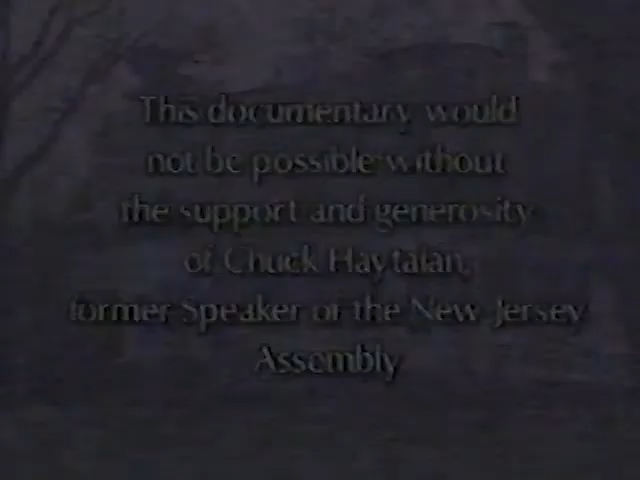 This documentary would
not be possible without
the support and generosity
of Chuck Haytaian,
former Speaker of the New Jersey
Assembly